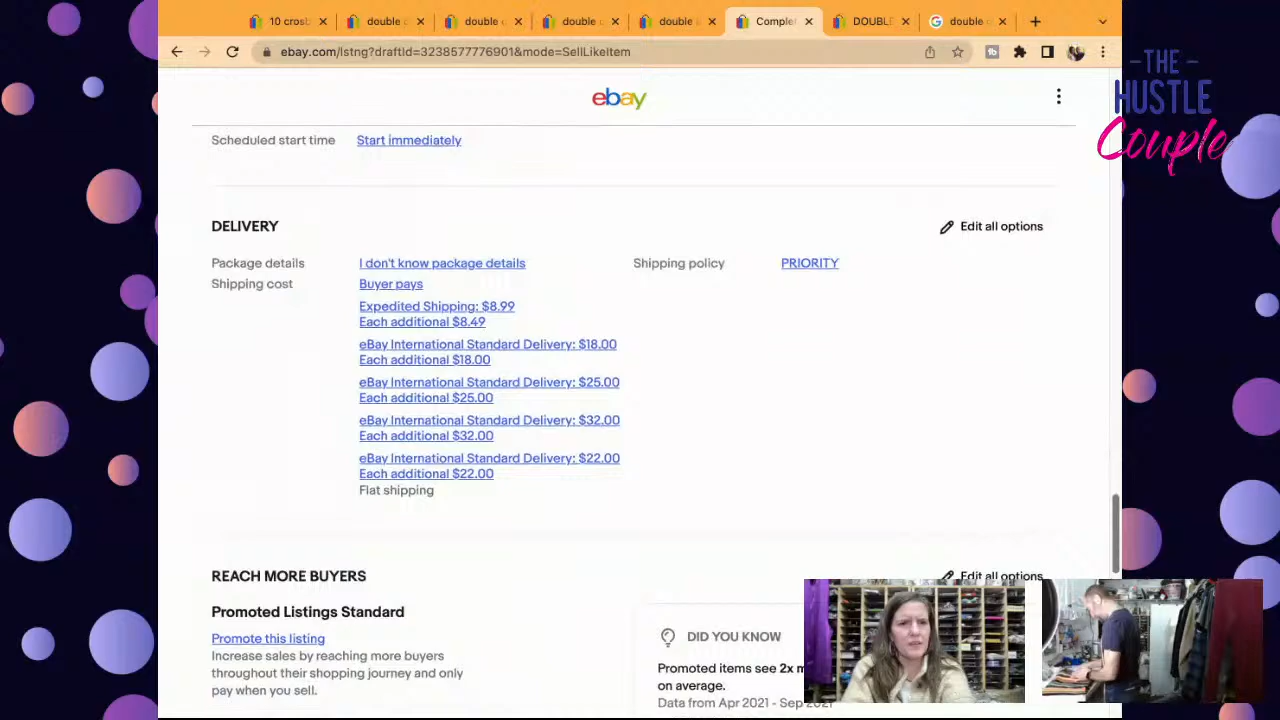 10 crosb
double c
double c
double c
double c
Complet
DOUBLE
double c
ebay.com/lstng?draftId=3238577776901&mode=SellLikeItem
-THE-
HUSTLE
Couple
ebay
Scheduled start time Start immediately
DELIVERY Edit all options
Package details I don't know package details Shipping policy PRIORITY
Shipping cost Buyer pays
Expedited Shipping: $8.99
Each additional $8.49
eBay International Standard Delivery: $18.00
Each additional $18.00
eBay International Standard Delivery: $25.00
Each additional $25.00
eBay International Standard Delivery: $32.00
Each additional $32.00
eBay International Standard Delivery: $22.00
Each additional $22.00
Flat shipping
REACH MORE BUYERS Edit all options
Promoted Listings Standard
Promote this listing
Increase sales by reaching more buyers
throughout their shopping journey and only
pay when you sell.
DID YOU KNOW
Promoted items see 2x m
on average.
Data from Apr 2021 - Sep 2021